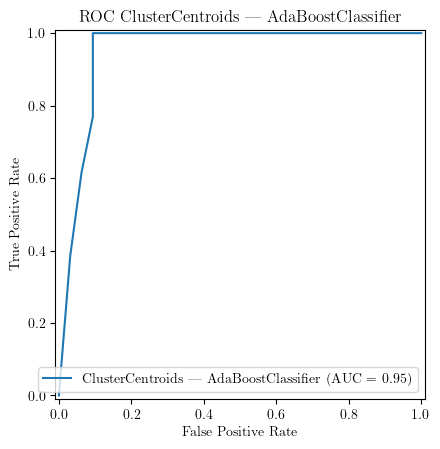 ROC ClusterCentroids — AdaBoostClassifier
1.0
0.8
0.6
0.4
0.2
0.0
True Positive Rate
ClusterCentroids — AdaBoostClassifier (AUC = 0.95)
0.0 0.2 0.4 0.6 0.8 1.0
False Positive Rate